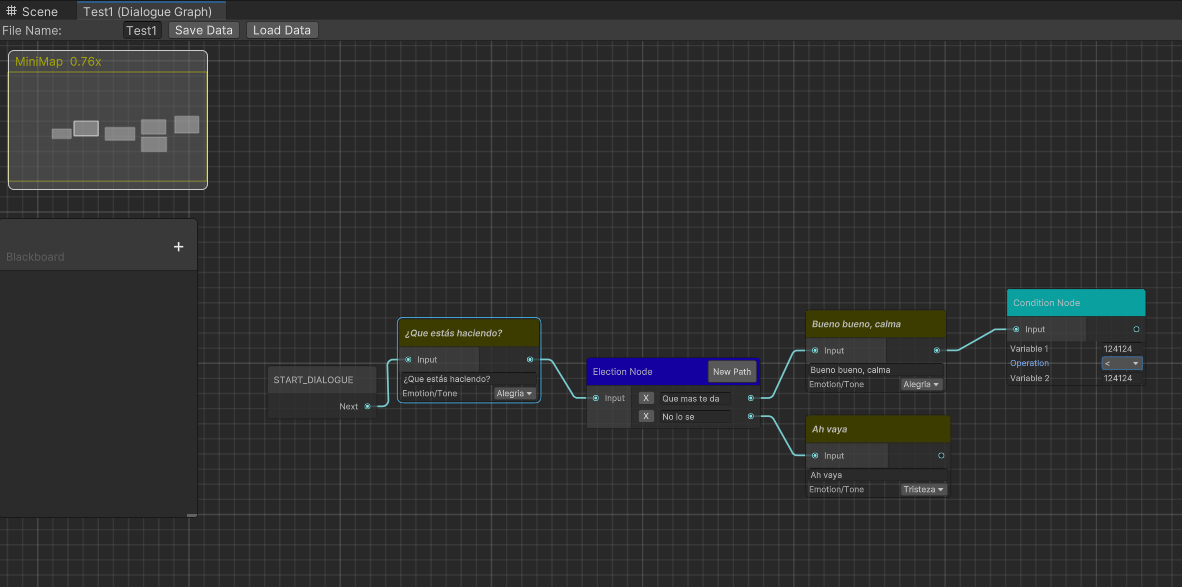 Scene
Test1 (Dialogue Graph)
File Name:
Test1
Save Data
Load Data
MiniMap 0.76x
Blackboard
START_DIALOGUE
Next
¿Que estás haciendo?
Input
¿Que estás haciendo?
Emotion/Tone
Alegria
Election Node
New Path
Input
X
Que mas te da
X
No lo se
Bueno bueno, calma
Input
Bueno bueno, calma
Emotion/Tone
Alegria
Ah vaya
Input
Ah vaya
Emotion/Tone
Tristeza
Condition Node
Input
Variable 1
124124
Operation
<
Variable 2
124124